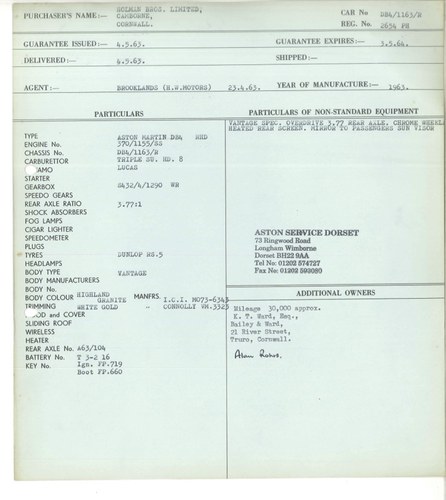 PURCHASER'S NAME:— HOLMAN BROS. LIMITED,
CAMBORNE,
CORNWALL.
CAR No DB4/1163/R
REG. No. 2654 PH
GUARANTEE ISSUED:— 4.5.63.
GUARANTEE EXPIRES:— 3.5.64.
DELIVERED:— 4.5.63.
SHIPPED:—
AGENT:— BROOKLANDS (H.W.MOTORS) 23.4.63.
YEAR OF MANUFACTURE:— 1963.
PARTICULARS
TYPE ASTON MARTIN DB4 RHD
ENGINE No. 370/1155/SS
CHASSIS No. DB4/1163/R
CARBURETTOR TRIPLE SU. HD. 8
AMO LUCAS
STARTER
GEARBOX S432/4/1290 WR
SPEEDO GEARS
REAR AXLE RATIO 3.77:1
SHOCK ABSORBERS
FOG LAMPS
CIGAR LIGHTER
SPEEDOMETER
PLUGS
TYRES DUNLOP RS.5
HEADLAMPS
BODY TYPE VANTAGE
BODY MANUFACTURERS
BODY No.
BODY COLOUR HIGHLAND GRANITE MANFRS. I.C.I. M073-6343
TRIMMING WHITE GOLD - CONNOLLY VM.3323
OOD and COVER
SLIDING ROOF
WIRELESS
HEATER
REAR AXLE No. A63/104
BATTERY No. T 3-2 16
KEY No. Ign. FP.719
Boot FP.660
PARTICULARS OF NON-STANDARD EQUIPMENT
VANTAGE SPEC. OVERDRIVE 3.77 REAR AXLE. CHROME WHEELS
HEATED REAR SCREEN. MIRROR TO PASSENGERS SUN VISOR
ASTON SERVICE DORSET
73 Ringwood Road
Longham Wimborne
Dorset BH22 9AA
Tel No: 01202 574727
Fax No: 01202 593080
ADDITIONAL OWNERS
Mileage 30,000 approx.
K. T. Ward, Esq.,
Bailey & Ward,
21 River Street,
Truro, Cornwall.